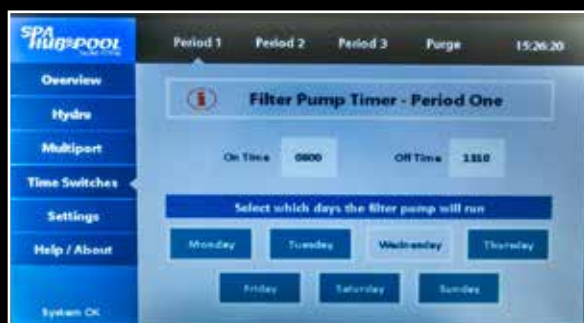 SPA
HUB POOL
Period 1 Period 2 Period 3 Purge 15:26:20
Overview
Hydro
Multiport
Time Switches
Settings
Help / About
System OK
Filter Pump Timer - Period One
On Time 0800 Off Time 1350
Select which days the filter pump will run
Monday Tuesday Wednesday Thursday
Friday Saturday Sunday